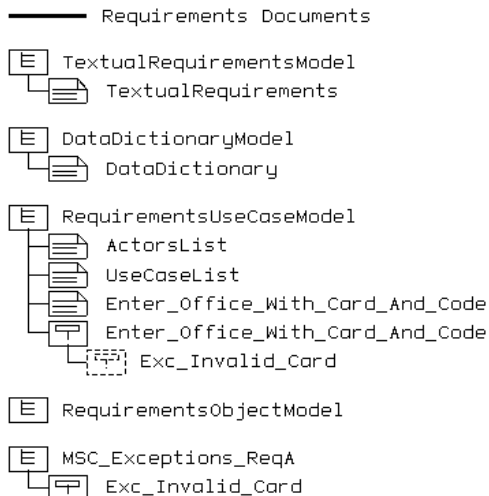 Requirements Documents
TextualRequirementsModel
TextualRequirements
DataDictionaryModel
DataDictionary
RequirementsUseCaseModel
ActorsList
UseCaseList
Enter_Office_With_Card_And_Code
Enter_Office_With_Card_And_Code
Exc_Invalid_Card
RequirementsObjectModel
MSC_Exceptions_ReqA
Exc_Invalid_Card